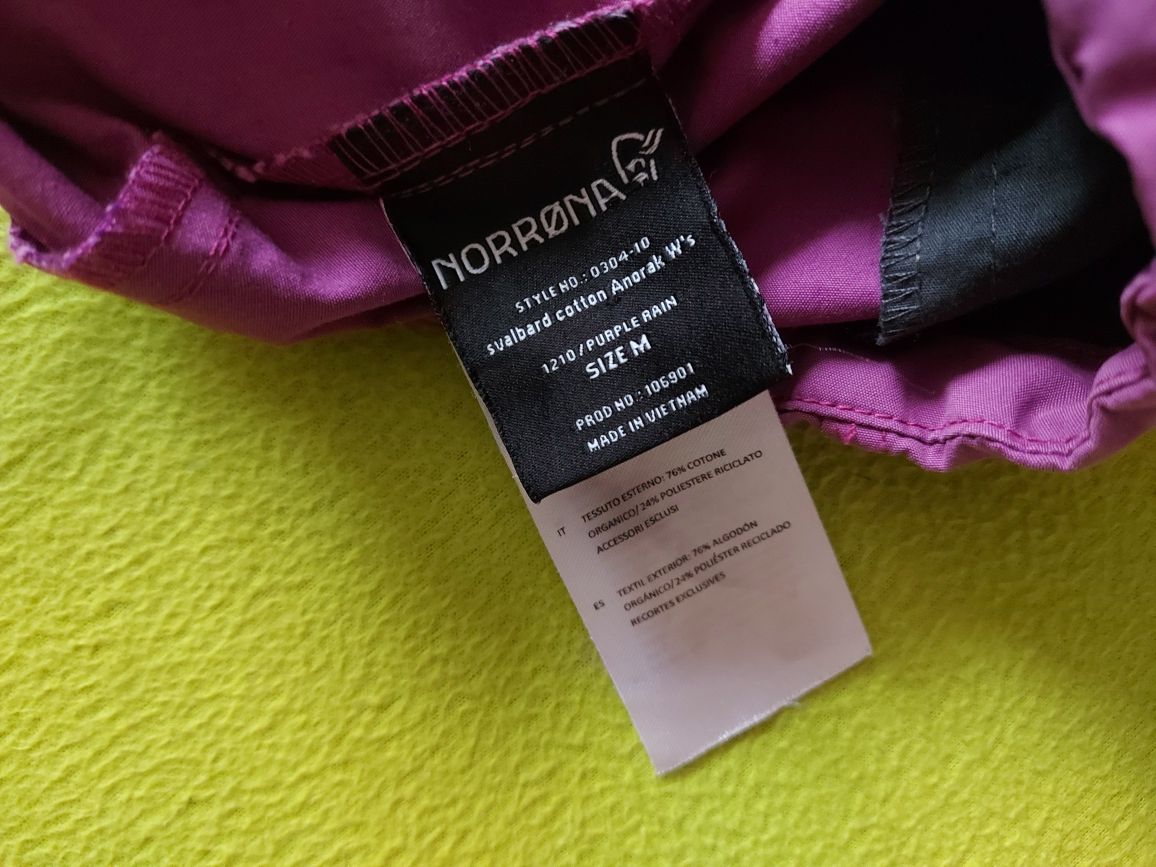 NORRØNA
STYLE NO.: 0304-10
svalbard cotton Anorak W's
1210 / PURPLE RAIN
SIZE M
PROD NO.: 106901
MADE IN VIETNAM
IT TESSUTO ESTERNO: 76% COTONE
ORGANICO/ 24% POLIESTERE RICICLATO
ACCESSORI ESCLUSI
ES TEXTIL EXTERIOR: 76% ALGODÓN
ORGÁNICO/ 24% POLIÉSTER RECICLADO
RECORTES EXCLUSIVES